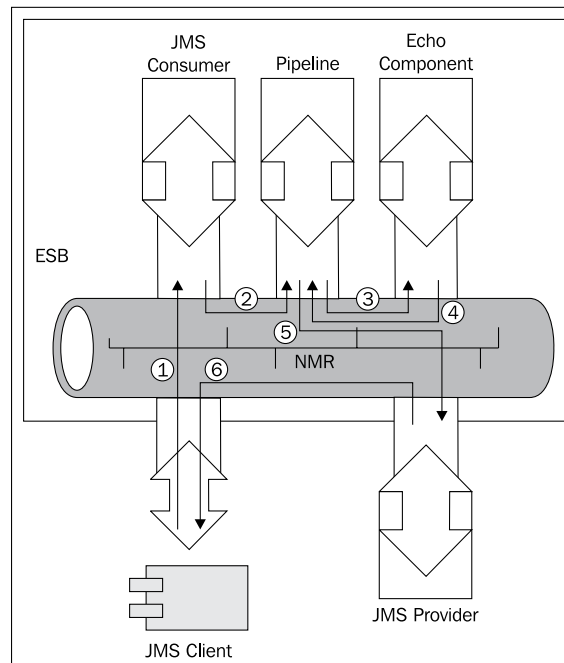 JMS
Consumer
Pipeline
Echo
Component
ESB
2
3
4
5
NMR
1
6
JMS Provider
JMS Client